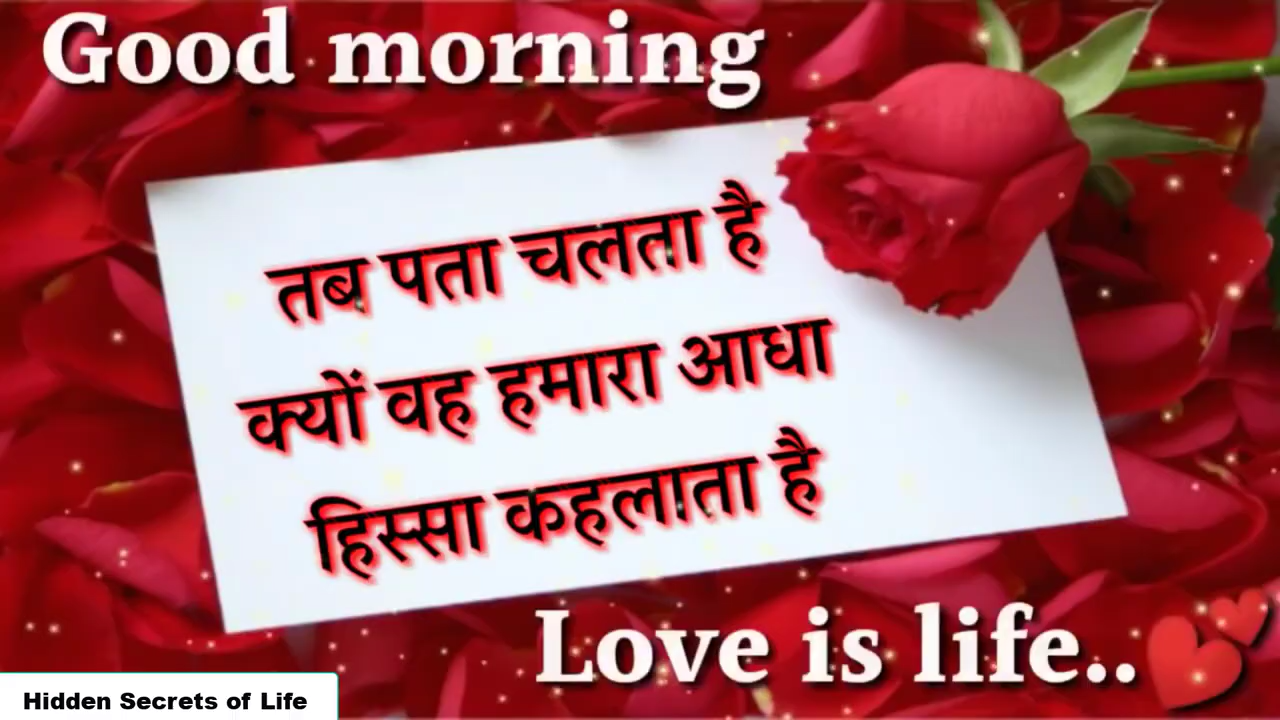 Good morning
तब पता चलता है
क्यों वह हमारा आधा
हिस्सा कहलाता है
Love is life..
Hidden Secrets of Life